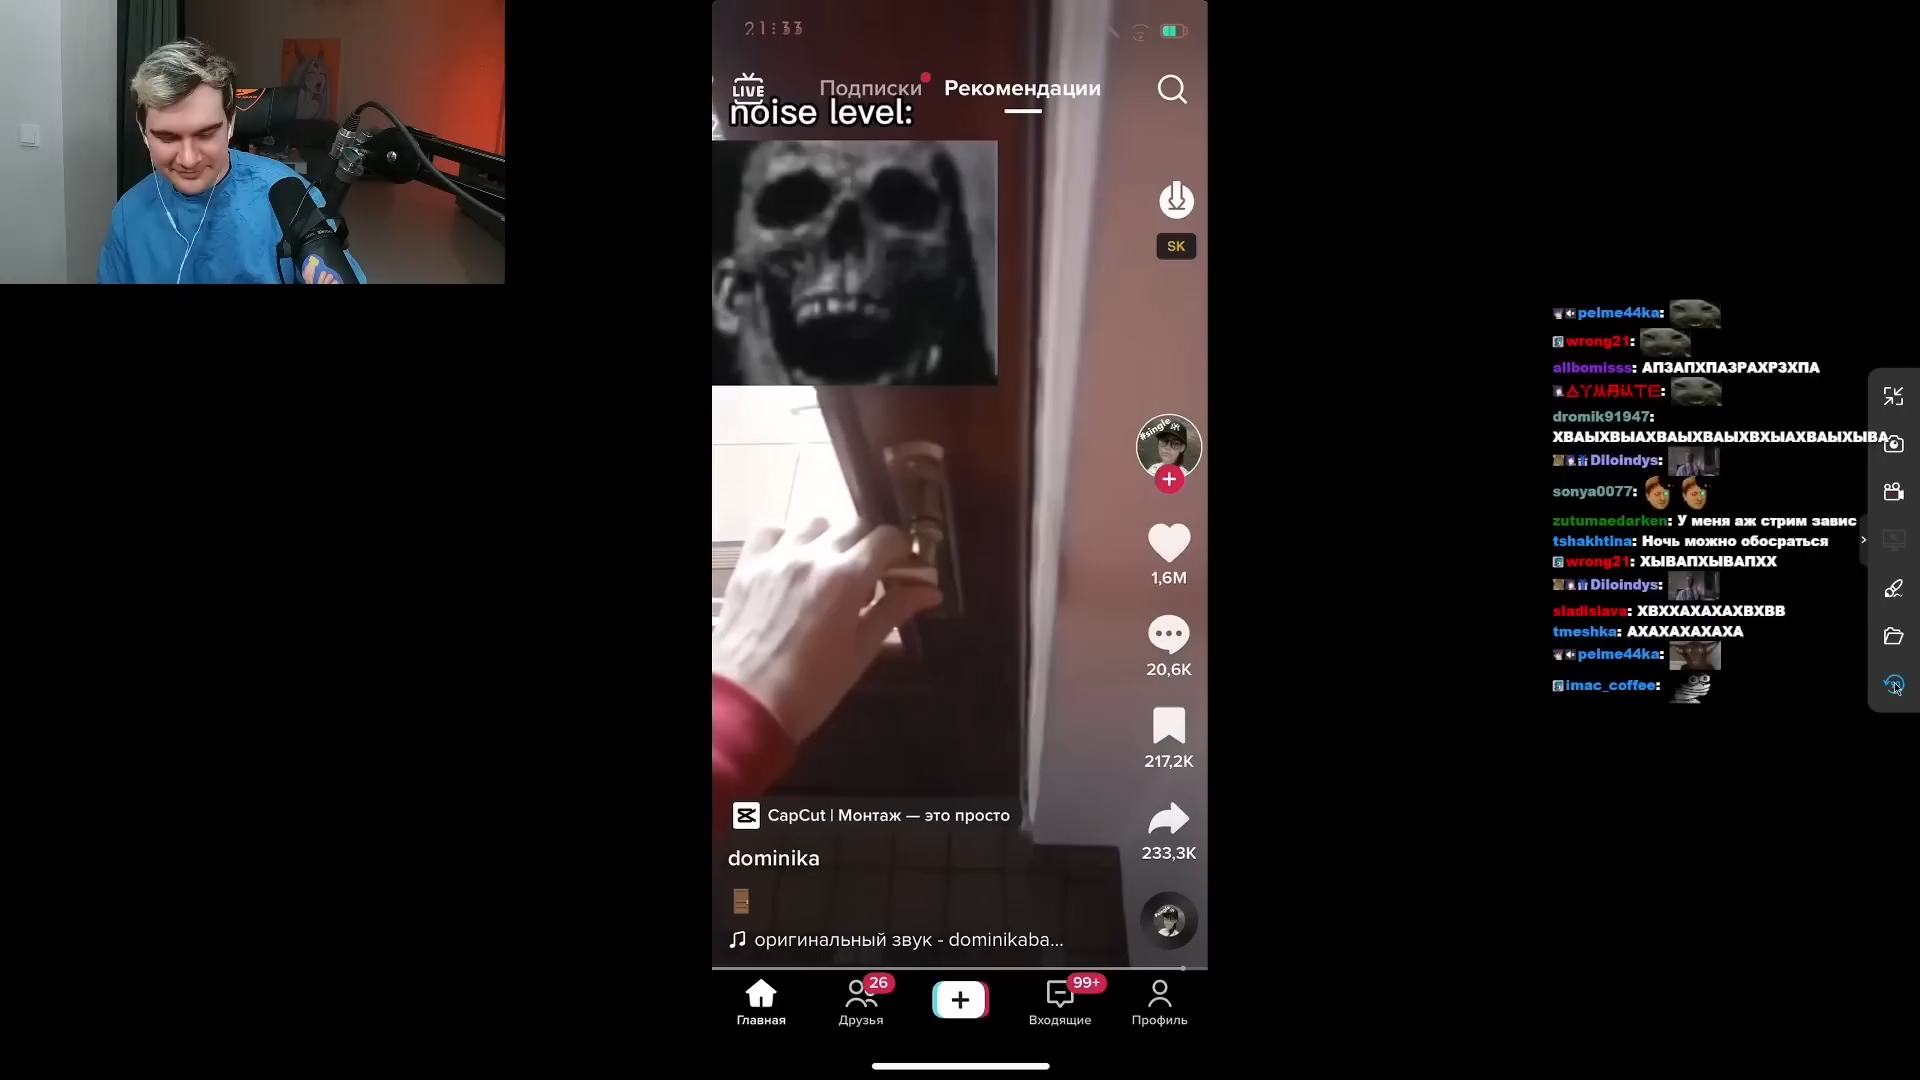 21:33
LIVE
Подписки
Рекомендации
noise level:
SK
#single
1,6M
20,6K
217,2K
233,3K
CapCut | Монтаж — это просто
dominika
оригинальный звук - dominikaba...
Главная
26
Друзья
99+
Входящие
Профиль
pelme44ka:
wrong21:
allbomisss: АПЗАПХПАЗРАХРЗХПА
dromik91947:
ХВАЫХВЫАХВАЫХВАЫХВХЫАХВАЫХЫВА
Diloindys:
sonya0077:
zutumaedarken: У меня аж стрим завис
tshakhtina: Ночь можно обосраться
wrong21: ХЫВАПХЫВАПХХ
Diloindys:
sladislava: ХВХХАХАХАХВХВВ
tmeshka: АХАХАХАХАХА
pelme44ka:
imac_coffee: